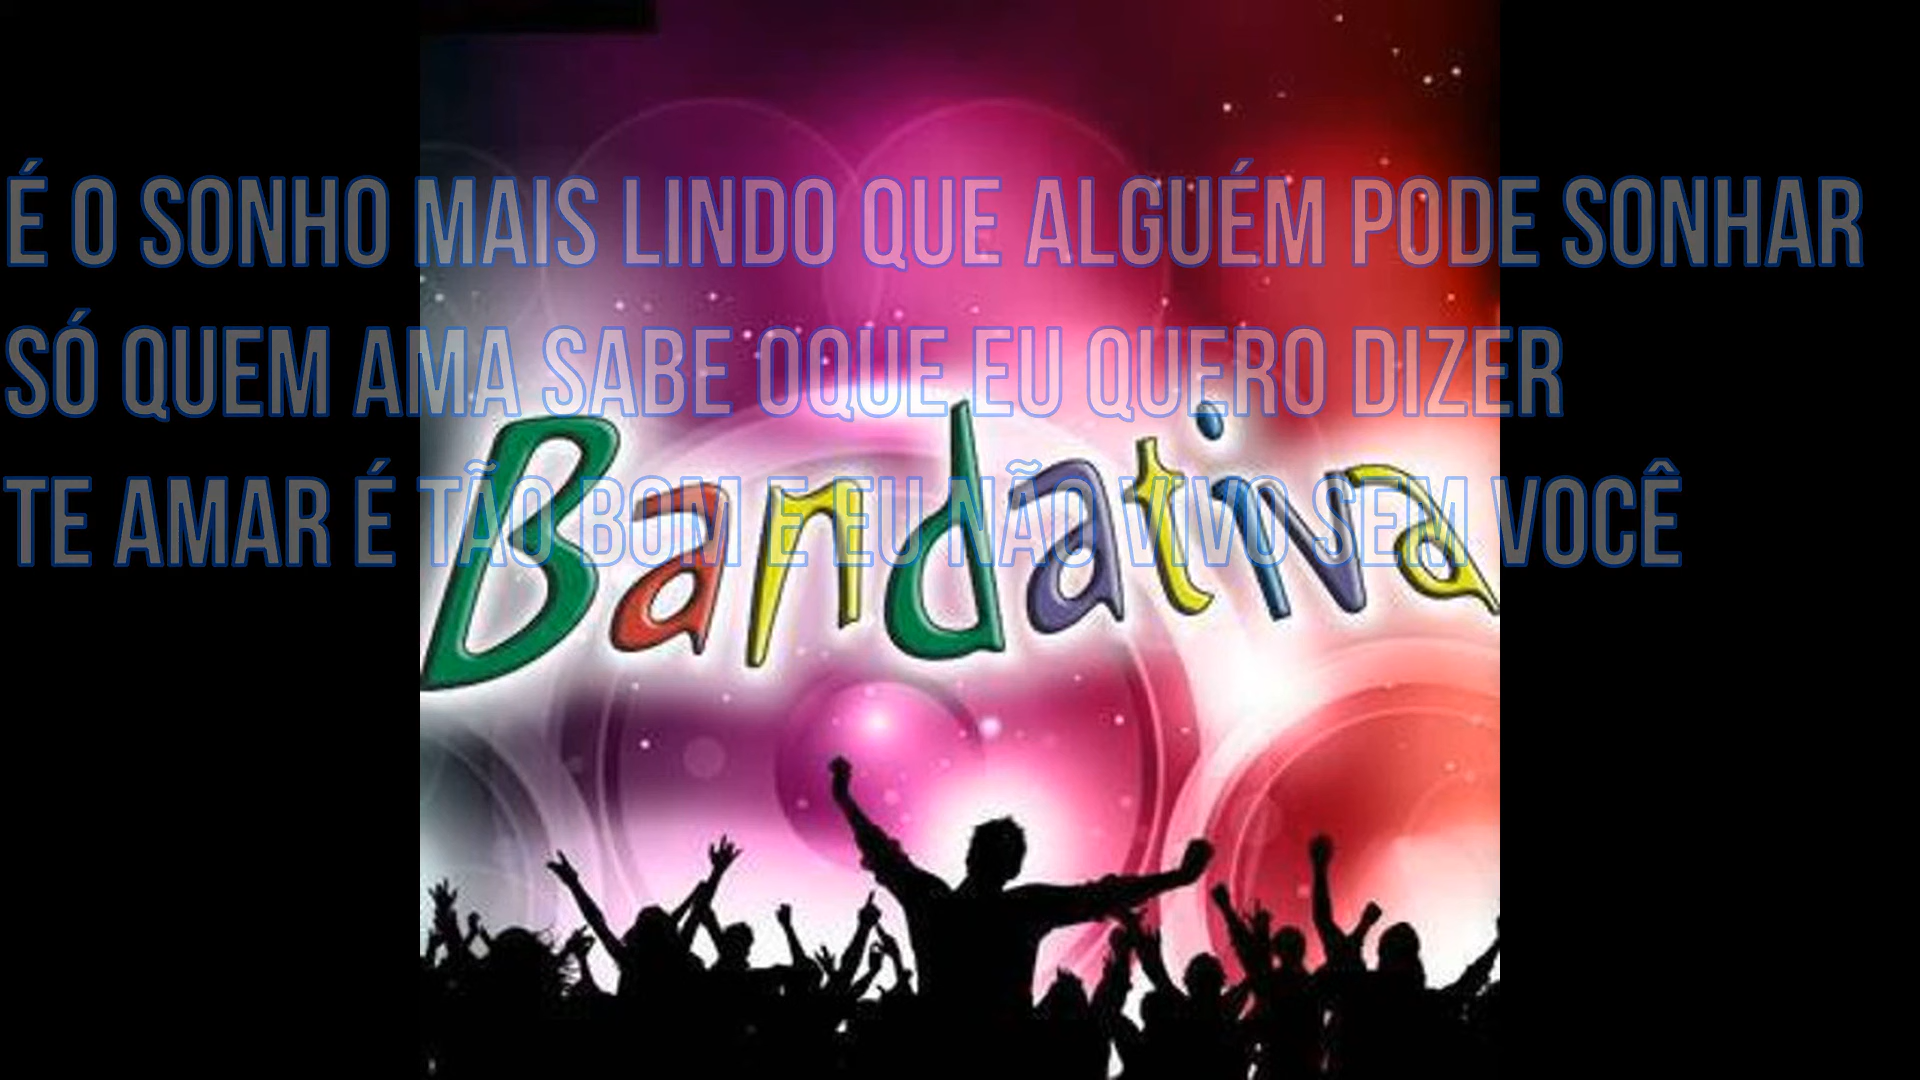 É O SONHO MAIS LINDO QUE ALGUÉM PODE SONHAR
SÓ QUEM AMA SABE OQUE EU QUERO DIZER
TE AMAR É TÃO BOM E EU NÃO VIVO SEM VOCÊ
Bandativa